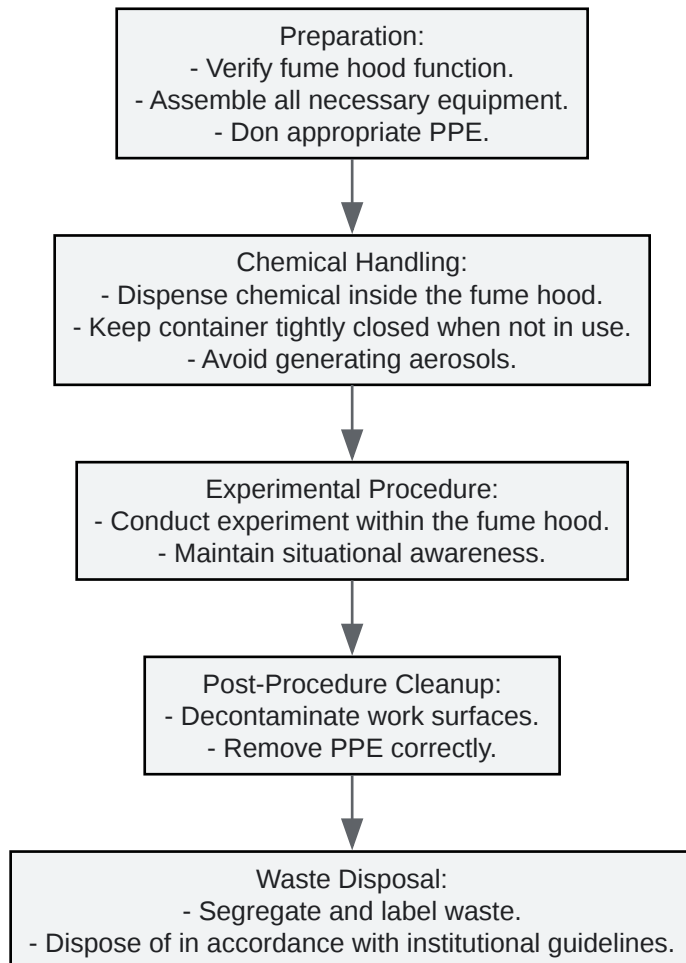 Preparation:
- Verify fume hood function.
- Assemble all necessary equipment.
- Don appropriate PPE.
Chemical Handling:
- Dispense chemical inside the fume hood.
- Keep container tightly closed when not in use.
- Avoid generating aerosols.
Experimental Procedure:
- Conduct experiment within the fume hood.
- Maintain situational awareness.
Post-Procedure Cleanup:
- Decontaminate work surfaces.
- Remove PPE correctly.
Waste Disposal:
- Segregate and label waste.
- Dispose of in accordance with institutional guidelines.